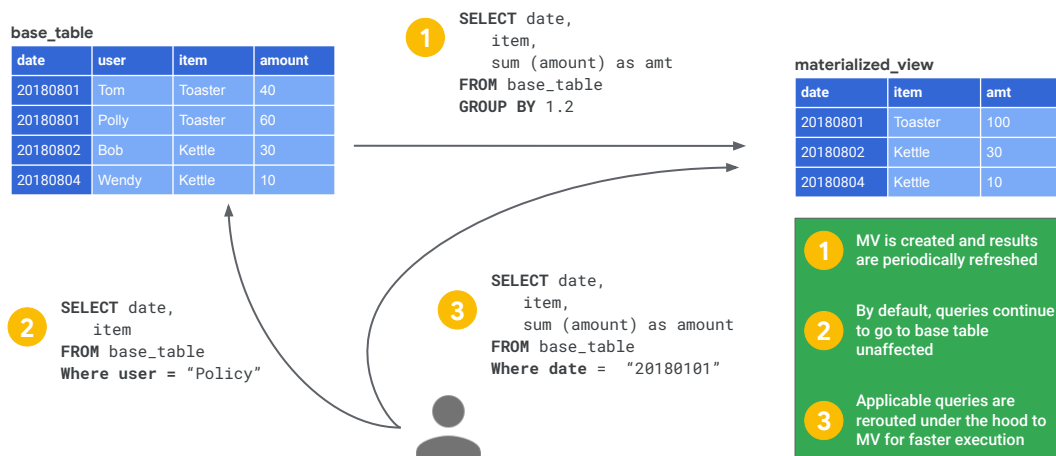 base_table
date user item amount
20180801 Tom Toaster 40
20180801 Polly Toaster 60
20180802 Bob Kettle 30
20180804 Wendy Kettle 10
1
SELECT date,
item,
sum (amount) as amt
FROM base_table
GROUP BY 1.2
materialized_view
date item amt
20180801 Toaster 100
20180802 Kettle 30
20180804 Kettle 10
2
SELECT date,
item
FROM base_table
Where user = “Policy”
3
SELECT date,
item,
sum (amount) as amount
FROM base_table
Where date = “20180101”
1
MV is created and results
are periodically refreshed
2
By default, queries continue
to go to base table
unaffected
3
Applicable queries are
rerouted under the hood to
MV for faster execution